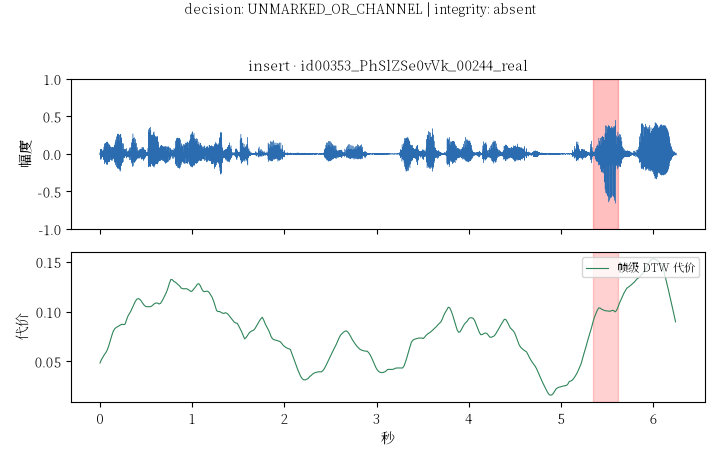 decision: UNMARKED_OR_CHANNEL | integrity: absent
insert · id00353_PhSlZSe0vVk_00244_real
幅度
1.0
0.5
0.0
-0.5
-1.0
代价
0.15
0.10
0.05
帧级 DTW 代价
0 1 2 3 4 5 6
秒